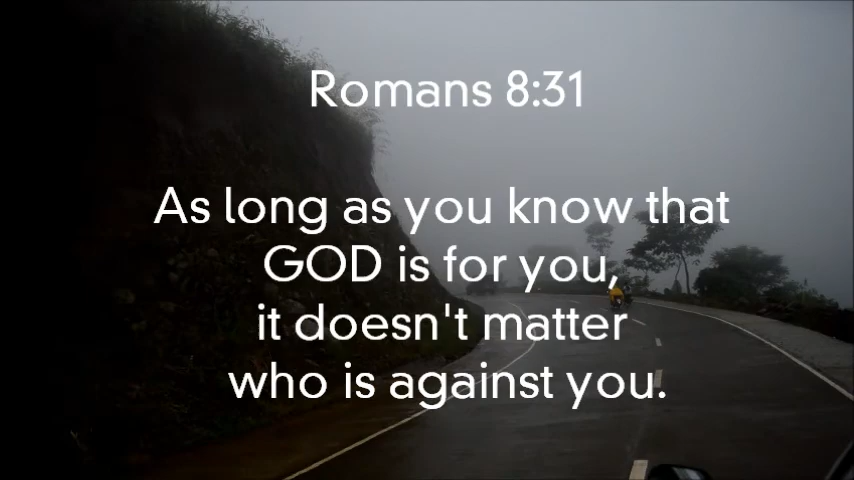 Romans 8:31
As long as you know that
GOD is for you,
it doesn't matter
who is against you.